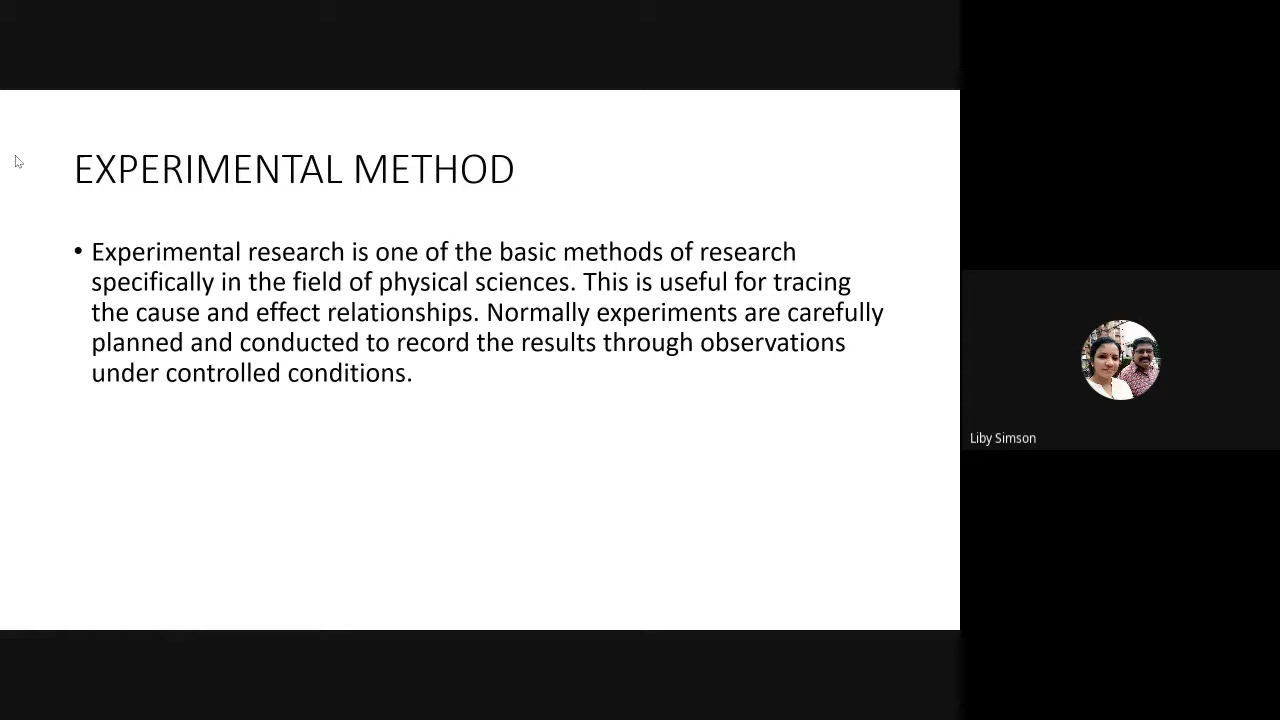 EXPERIMENTAL METHOD
• Experimental research is one of the basic methods of research
specifically in the field of physical sciences. This is useful for tracing
the cause and effect relationships. Normally experiments are carefully
planned and conducted to record the results through observations
under controlled conditions.
Liby Simson